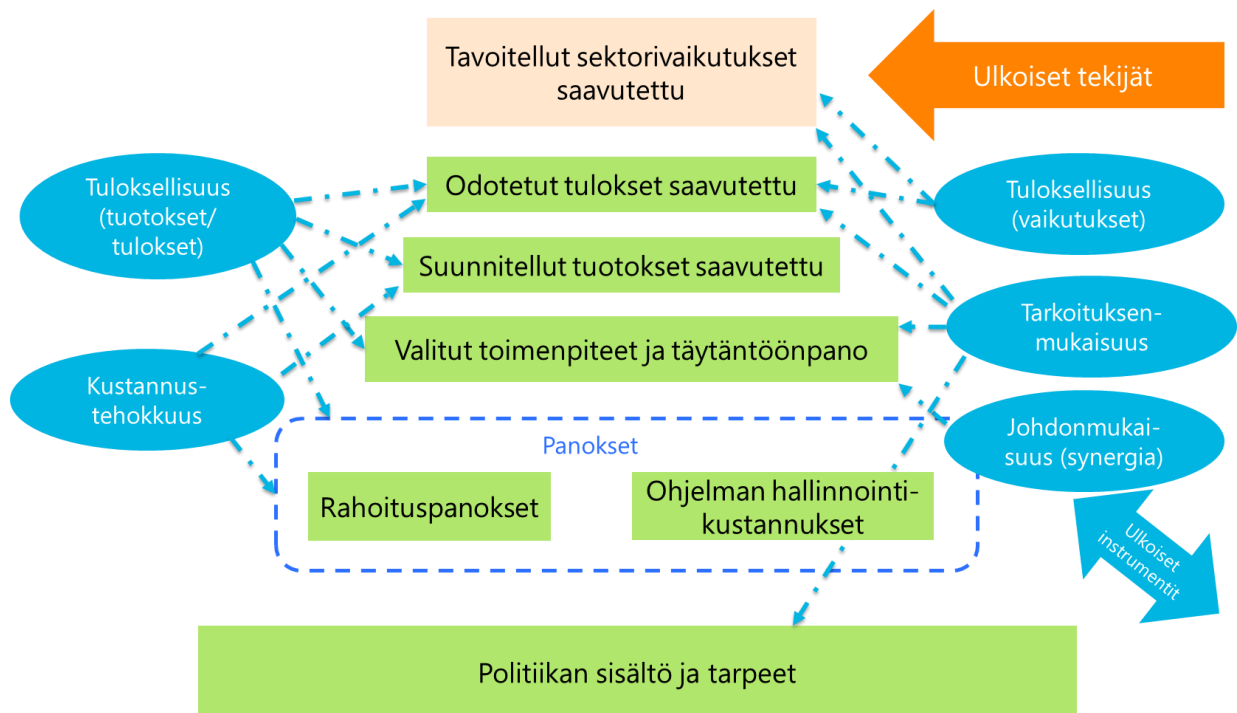 Tavoitellut sektorivaikutukset
saavutettu
Ulkoiset tekijät
Tuloksellisuus
(tuotokset/
tulokset)
Odotetut tulokset saavutettu
Tuloksellisuus
(vaikutukset)
Suunnitellut tuotokset saavutettu
Valitut toimenpiteet ja täytäntöönpano
Tarkoituksen-
mukaisuus
Kustannus-
tehokkuus
Johdonmukai-
suus (synergia)
Panokset
Rahoituspanokset
Ohjelman hallinnointi-
kustannukset
Ulkoiset
instrumentit
Politiikan sisältö ja tarpeet